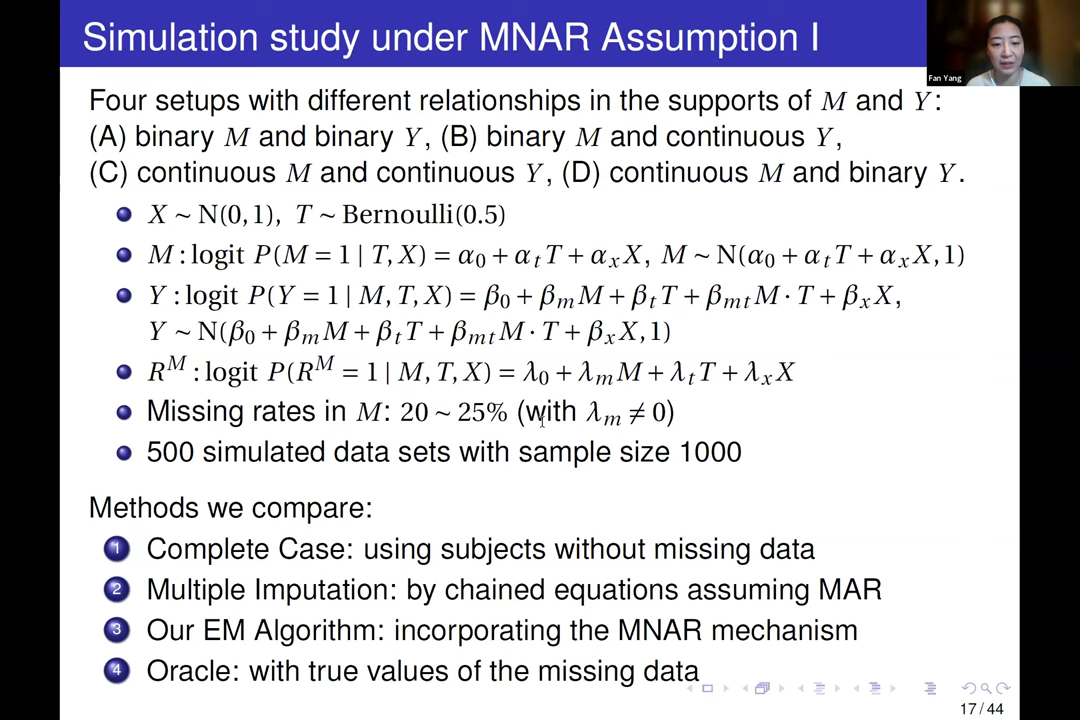 Simulation study under MNAR Assumption I
Fan Yang
Four setups with different relationships in the supports of M and Y:
(A) binary M and binary Y, (B) binary M and continuous Y,
(C) continuous M and continuous Y, (D) continuous M and binary Y.
X ~ N(0,1), T ~ Bernoulli(0.5)
M : logit P(M = 1 | T, X) = α₀ + αₜT + αₓX, M ~ N(α₀ + αₜT + αₓX, 1)
Y : logit P(Y = 1 | M, T, X) = β₀ + βₘM + βₜT + βₘₜM · T + βₓX,
Y ~ N(β₀ + βₘM + βₜT + βₘₜM · T + βₓX, 1)
Rᴹ : logit P(Rᴹ = 1 | M, T, X) = λ₀ + λₘM + λₜT + λₓX
Missing rates in M: 20 ~ 25% (with λₘ ≠ 0)
500 simulated data sets with sample size 1000
Methods we compare:
1 Complete Case: using subjects without missing data
2 Multiple Imputation: by chained equations assuming MAR
3 Our EM Algorithm: incorporating the MNAR mechanism
4 Oracle: with true values of the missing data
17 / 44